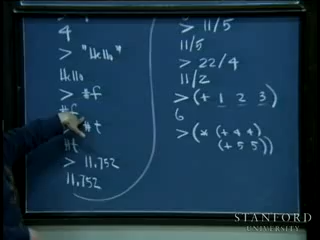 4
> "Hello"
Hello
> #f
#f
> #t
#t
> 11.752
11.752
> 11/5
11/5
> 22/4
11/2
> (+ 1 2 3)
6
> (* (+ 4 4)
(+ 5 5))
STANFORD
UNIVERSITY